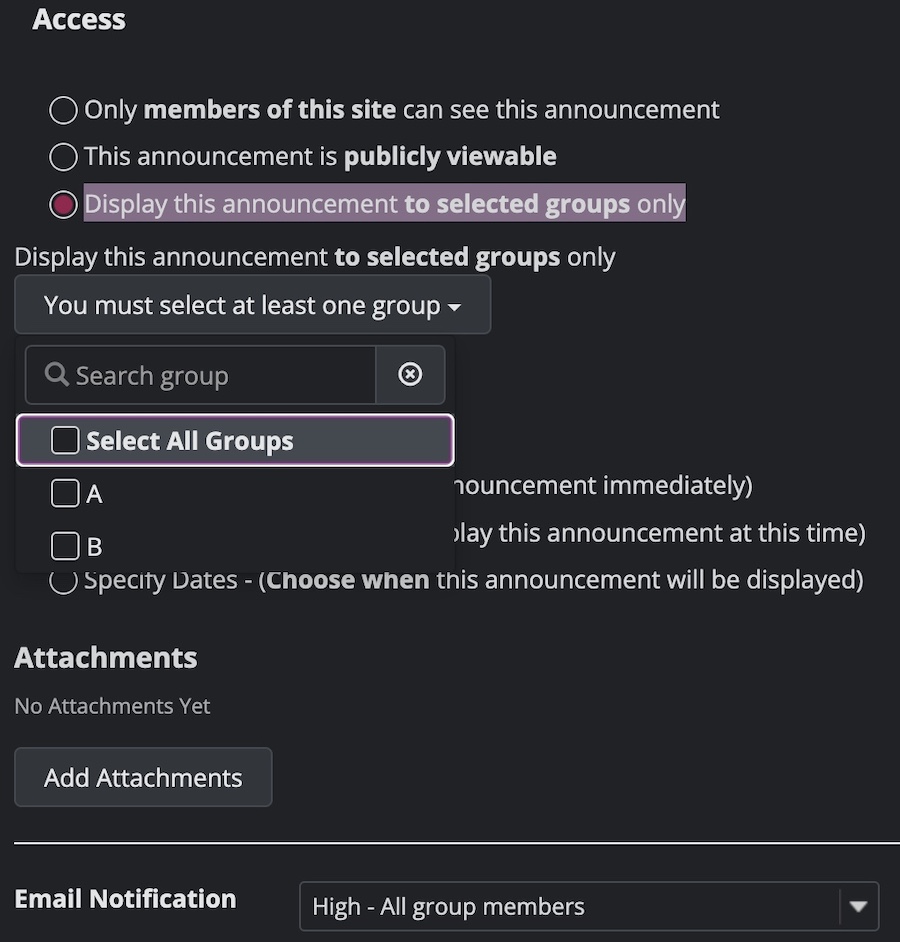 Access
Only members of this site can see this announcement
This announcement is publicly viewable
Display this announcement to selected groups only
Display this announcement to selected groups only
You must select at least one group
Search group
Select All Groups
A
nouncement immediately)
play this announcement at this time)
B
Specify Dates - (Choose when this announcement will be displayed)
Attachments
No Attachments Yet
Add Attachments
Email Notification
High - All group members